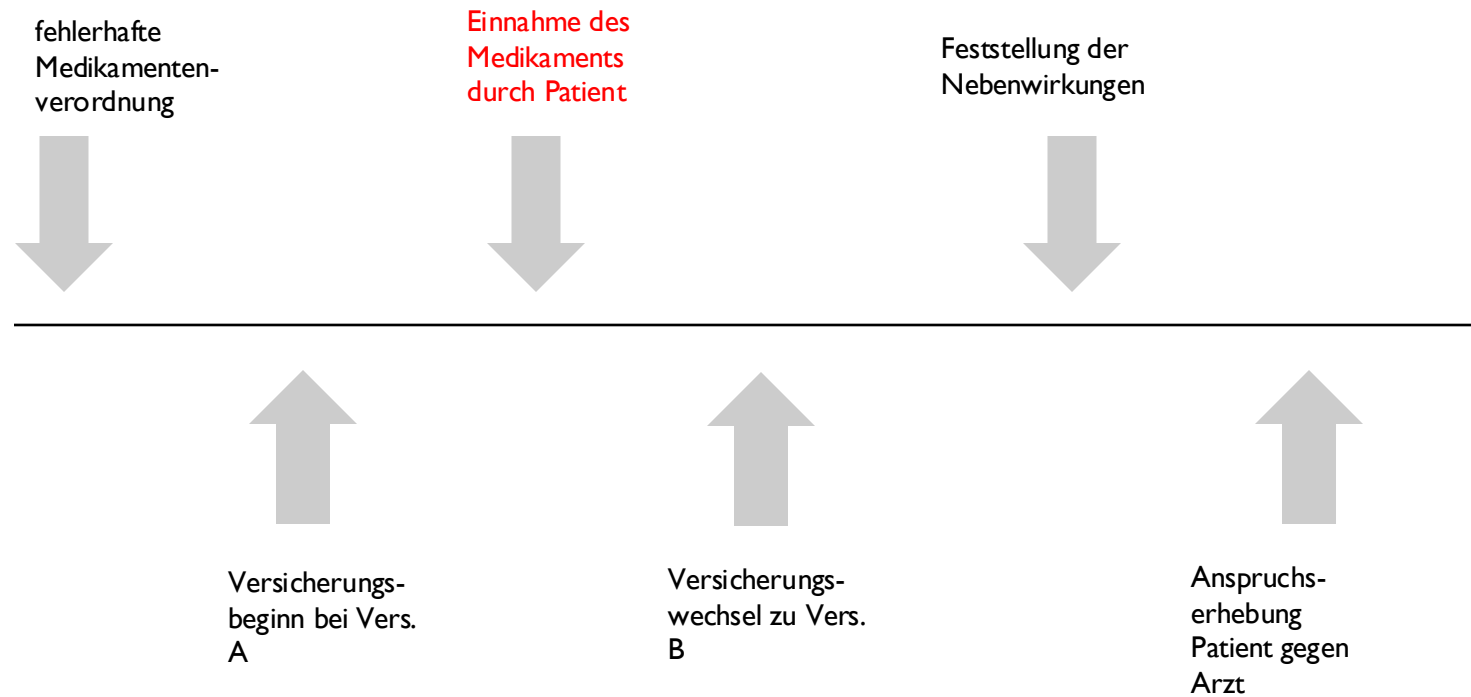 fehlerhafte
Medikamenten-
verordnung
Einnahme des
Medikaments
durch Patient
Feststellung der
Nebenwirkungen
Versicherungs-
beginn bei Vers.
A
Versicherungs-
wechsel zu Vers.
B
Anspruchs-
erhebung
Patient gegen
Arzt